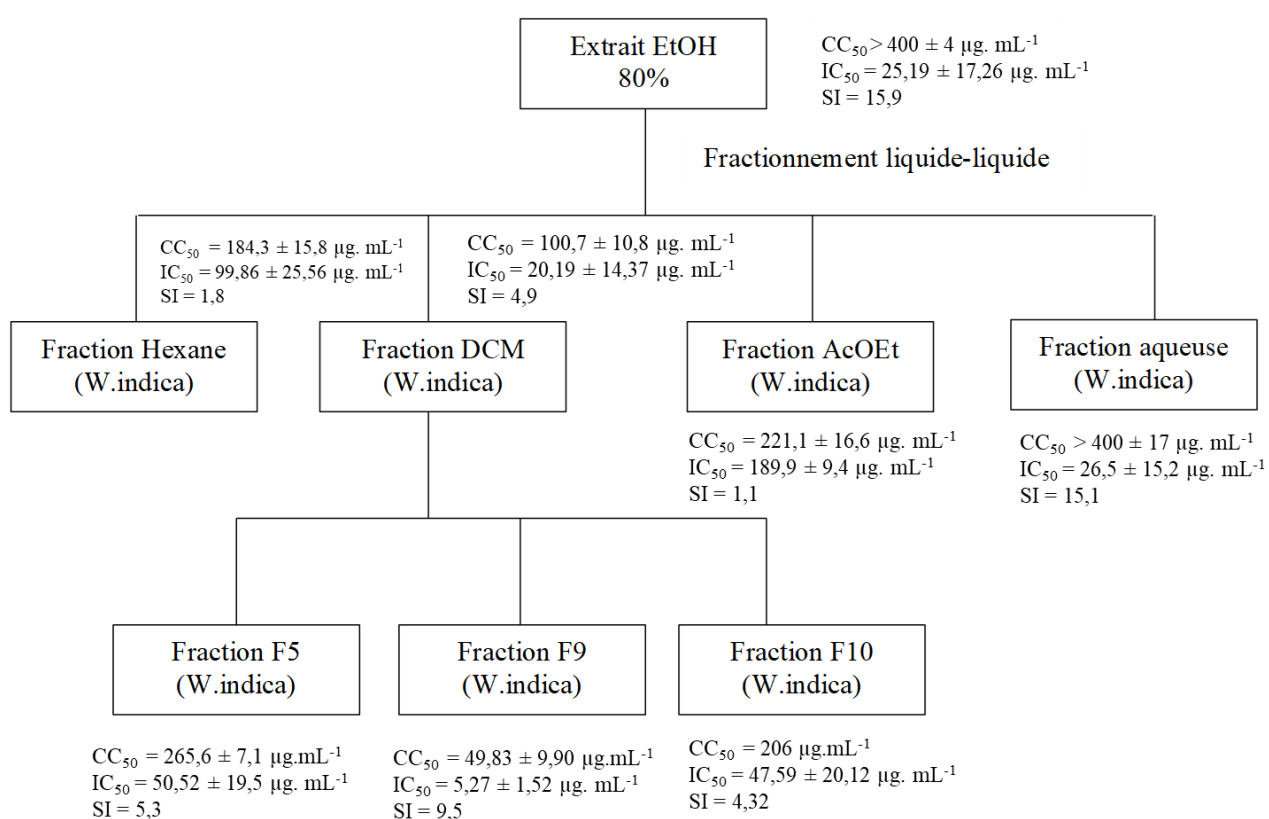 Extrait EtOH
80%
CC₅₀ > 400 ± 4 µg. mL⁻¹
IC₅₀ = 25,19 ± 17,26 µg. mL⁻¹
SI = 15,9
Fractionnement liquide-liquide
CC₅₀ = 184,3 ± 15,8 µg. mL⁻¹
IC₅₀ = 99,86 ± 25,56 µg. mL⁻¹
SI = 1,8
CC₅₀ = 100,7 ± 10,8 µg. mL⁻¹
IC₅₀ = 20,19 ± 14,37 µg. mL⁻¹
SI = 4,9
Fraction Hexane
(W.indica)
Fraction DCM
(W.indica)
Fraction AcOEt
(W.indica)
Fraction aqueuse
(W.indica)
CC₅₀ = 221,1 ± 16,6 µg. mL⁻¹
IC₅₀ = 189,9 ± 9,4 µg. mL⁻¹
SI = 1,1
CC₅₀ > 400 ± 17 µg. mL⁻¹
IC₅₀ = 26,5 ± 15,2 µg. mL⁻¹
SI = 15,1
Fraction F5
(W.indica)
Fraction F9
(W.indica)
Fraction F10
(W.indica)
CC₅₀ = 265,6 ± 7,1 µg.mL⁻¹
IC₅₀ = 50,52 ± 19,5 µg. mL⁻¹
SI = 5,3
CC₅₀ = 49,83 ± 9,90 µg.mL⁻¹
IC₅₀ = 5,27 ± 1,52 µg. mL⁻¹
SI = 9,5
CC₅₀ = 206 µg.mL⁻¹
IC₅₀ = 47,59 ± 20,12 µg. mL⁻¹
SI = 4,32